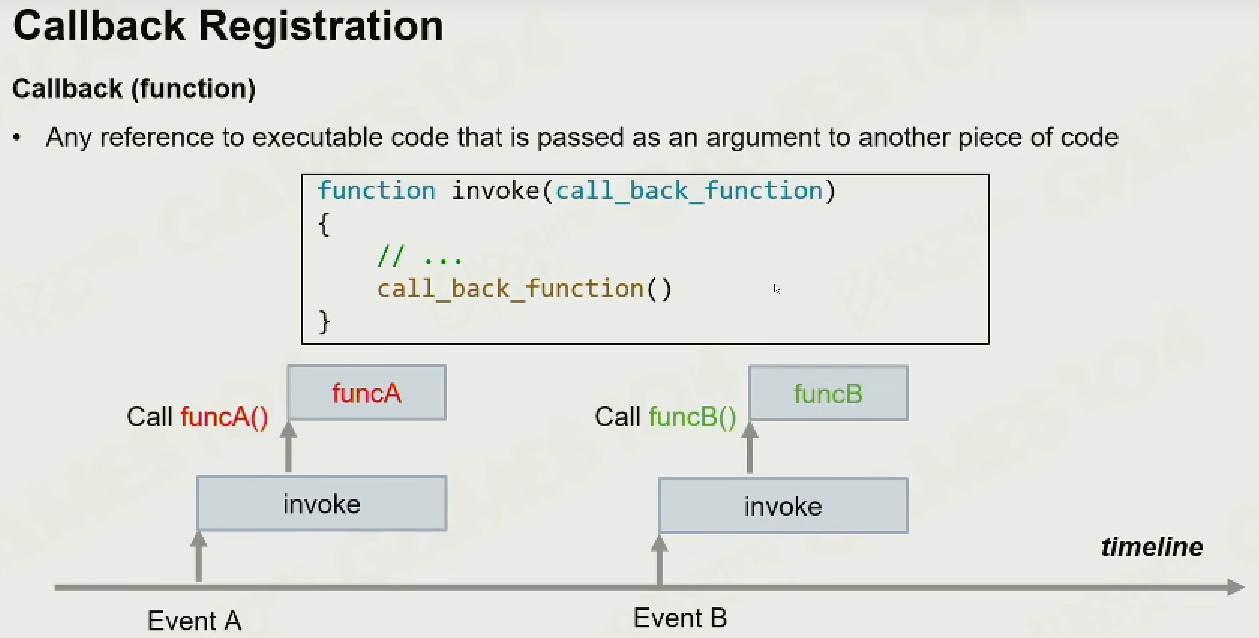 Callback Registration
Callback (function)
• Any reference to executable code that is passed as an argument to another piece of code
function invoke(call_back_function)
{
// ...
call_back_function()
}
funcA
Call funcA()
invoke
Event A
funcB
Call funcB()
invoke
Event B
timeline
GAMES104